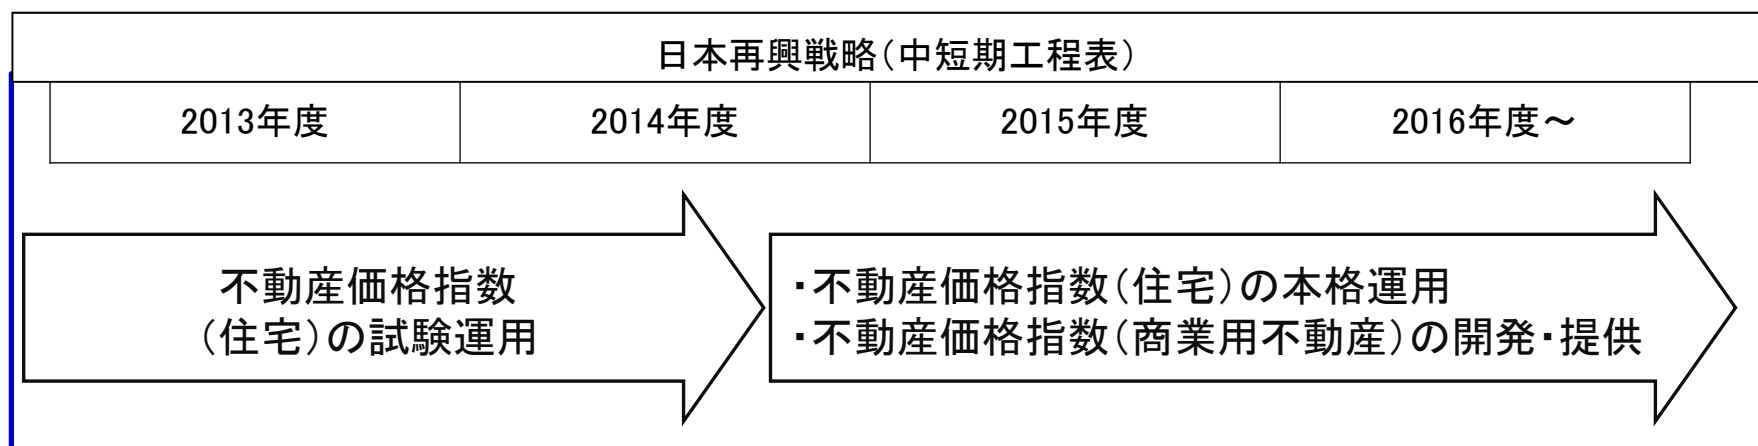 日本再興戦略(中短期工程表)
2013年度
2014年度
2015年度
2016年度~
不動産価格指数
(住宅)の試験運用
・不動産価格指数(住宅)の本格運用
・不動産価格指数(商業用不動産)の開発・提供